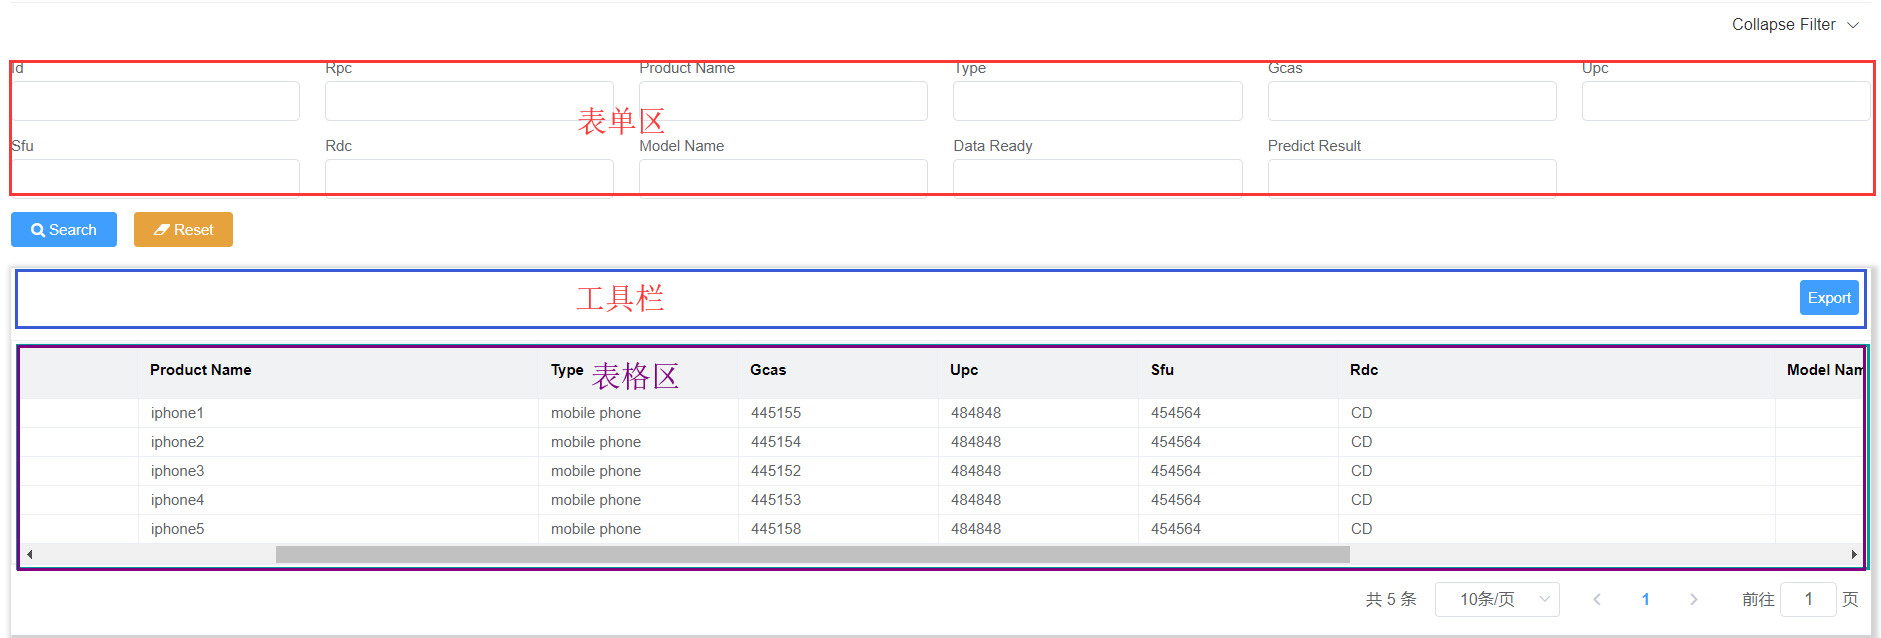 Collapse Filter
Id Rpc Product Name Type Gcas Upc
表单区
Sfu Rdc Model Name Data Ready Predict Result
Search Reset
工具栏 Export
Product Name Type 表格区 Gcas Upc Sfu Rdc Model Nam
iphone1 mobile phone 445155 484848 454564 CD
iphone2 mobile phone 445154 484848 454564 CD
iphone3 mobile phone 445152 484848 454564 CD
iphone4 mobile phone 445153 484848 454564 CD
iphone5 mobile phone 445158 484848 454564 CD
共 5 条 10条/页 1 前往 1 页